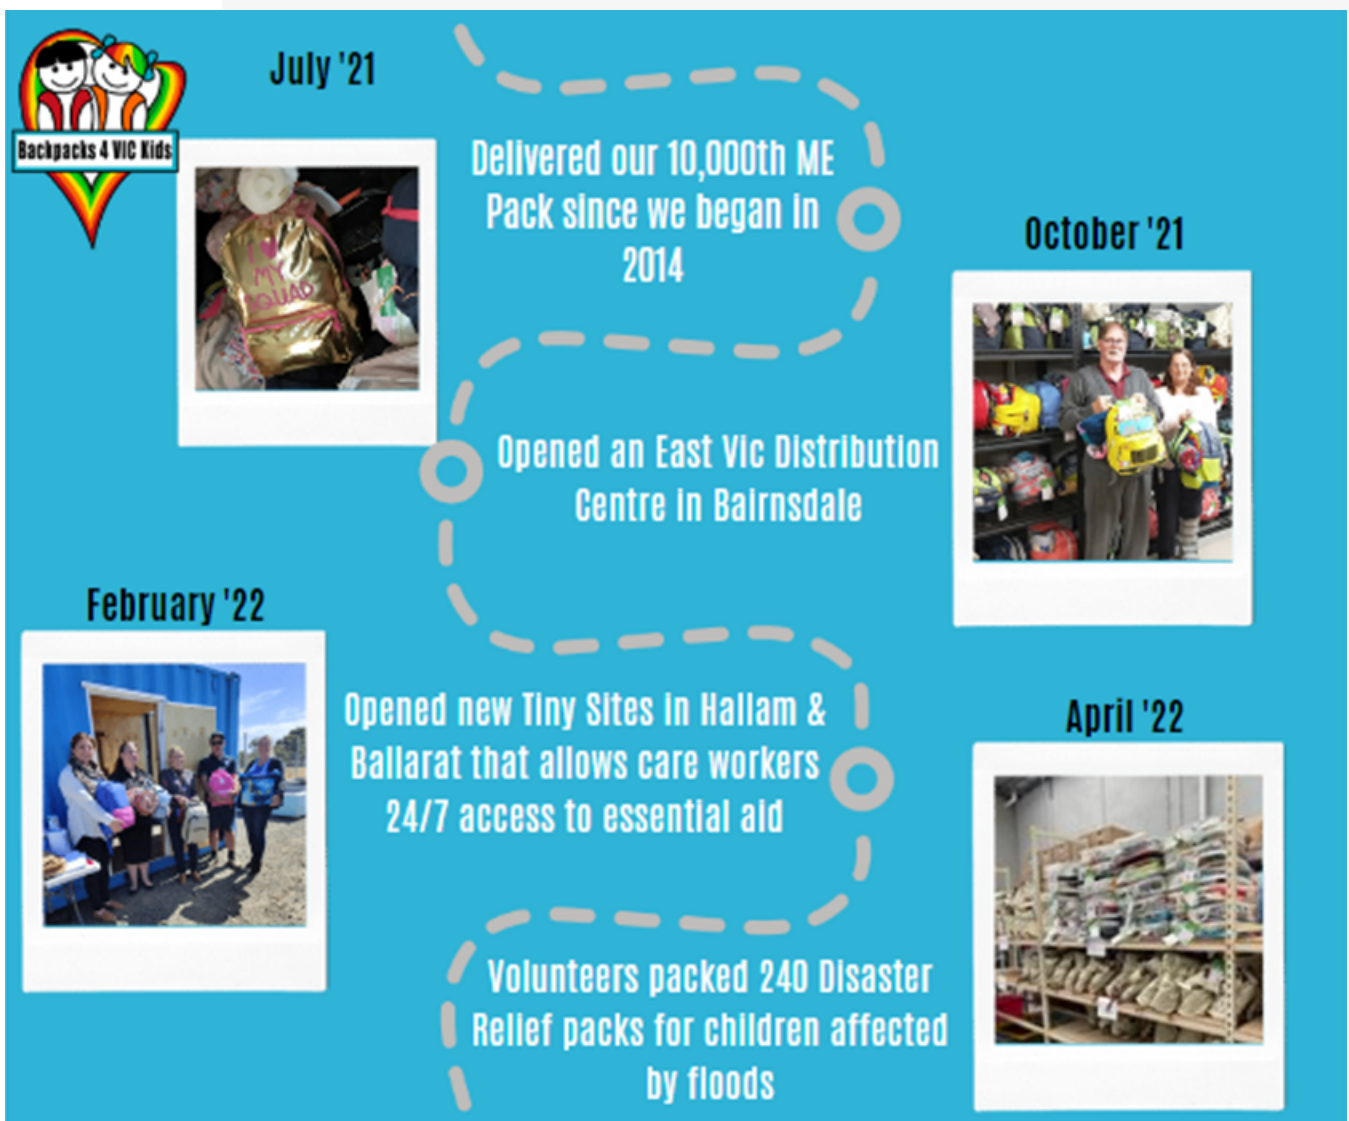 Backpacks 4 VIC Kids
July '21
I
MY
SQUAD
Delivered our 10,000th ME
Pack since we began in
2014
October '21
Opened an East Vic Distribution
Centre in Bairnsdale
February '22
Opened new Tiny Sites in Hallam &
Ballarat that allows care workers
24/7 access to essential aid
April '22
Volunteers packed 240 Disaster
Relief packs for children affected
by floods